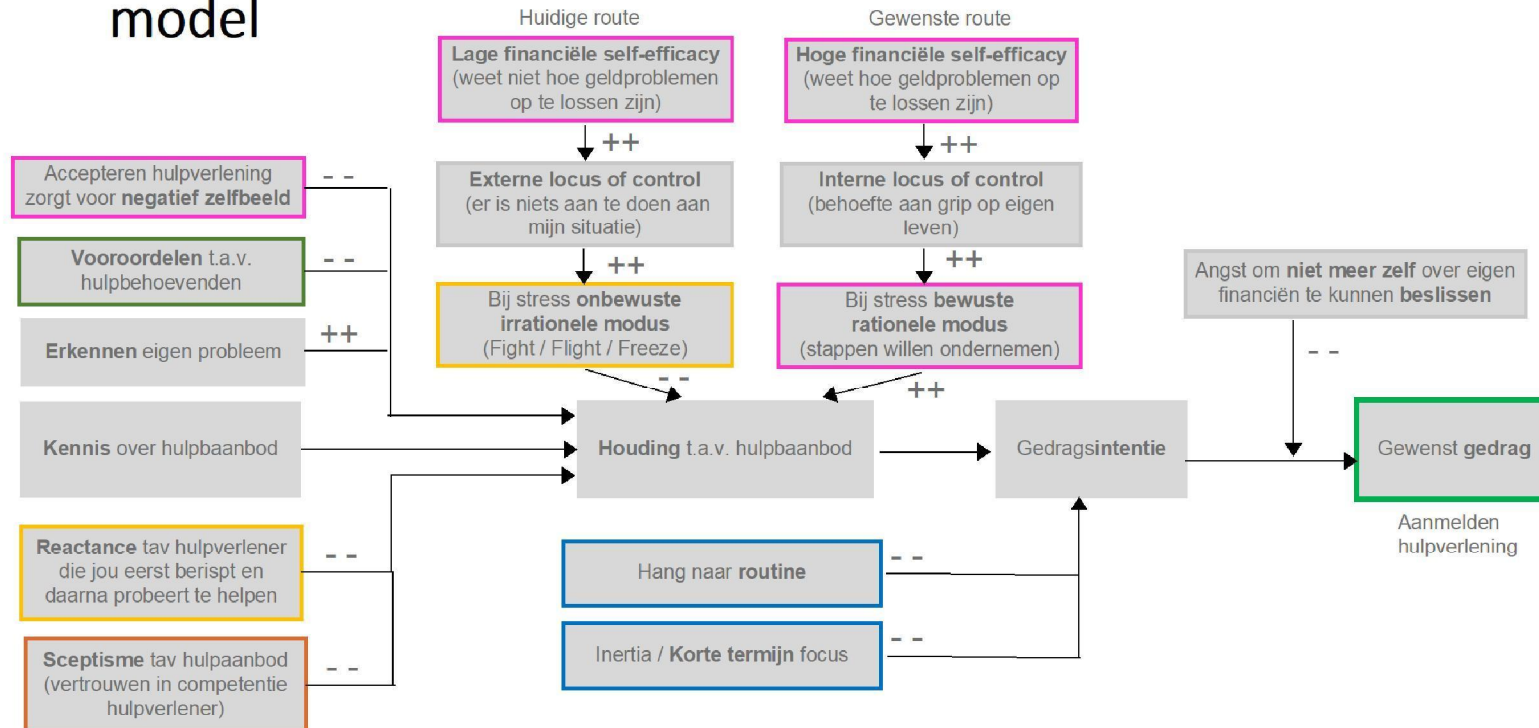 model
Huidige route
Gewenste route
Lage financiële self-efficacy
(weet niet hoe geldproblemen
op te lossen zijn)
Hoge financiële self-efficacy
(weet hoe geldproblemen op
te lossen zijn)
++
++
Accepteren hulpverlening
zorgt voor negatief zelfbeeld
- -
Externe locus of control
(er is niets aan te doen aan
mijn situatie)
Interne locus of control
(behoefte aan grip op eigen
leven)
++
++
Vooroordelen t.a.v.
hulpbehoevenden
- -
Angst om niet meer zelf over eigen
financiën te kunnen beslissen
- -
Bij stress onbewuste
irrationele modus
(Fight / Flight / Freeze)
Bij stress bewuste
rationele modus
(stappen willen ondernemen)
- -
++
Erkennen eigen probleem
++
Kennis over hulpbaanbod
Houding t.a.v. hulpbaanbod
Gedragsintentie
Gewenst gedrag
Aanmelden
hulpverlening
Reactance tav hulpverlener
die jou eerst berispt en
daarna probeert te helpen
- -
Hang naar routine
- -
Sceptisme tav hulpaanbod
(vertrouwen in competentie
hulpverlener)
- -
Inertia / Korte termijn focus
- -